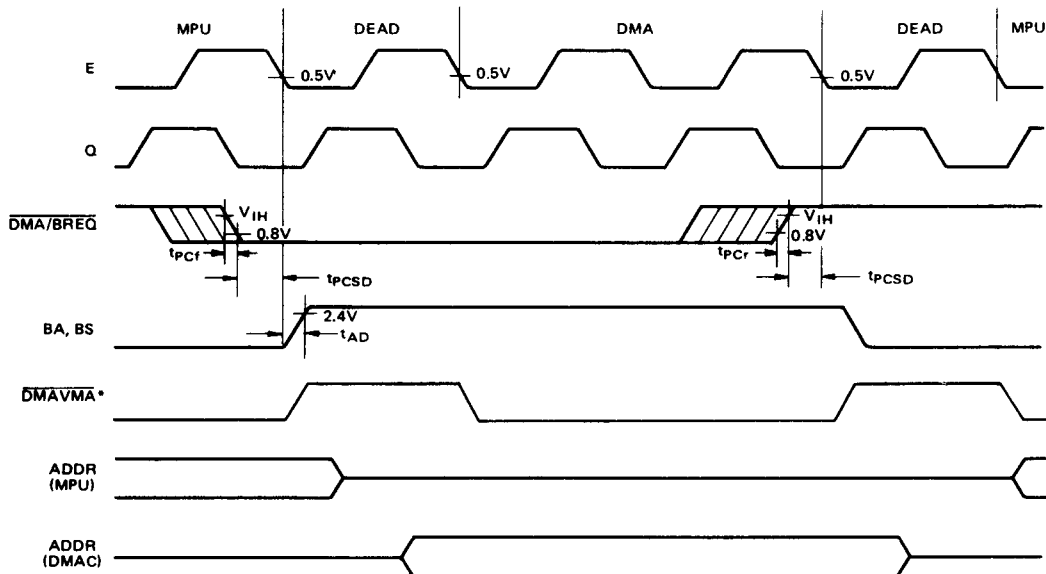 MPU DEAD DMA DEAD MPU
E 0.5V 0.5V 0.5V
Q
DMA/BREQ VIH VIH
0.8V 0.8V
tPCf tPCr
tPCSD tPCSD
BA, BS 2.4V
tAD
DMAVMA*
ADDR
(MPU)
ADDR
(DMAC)